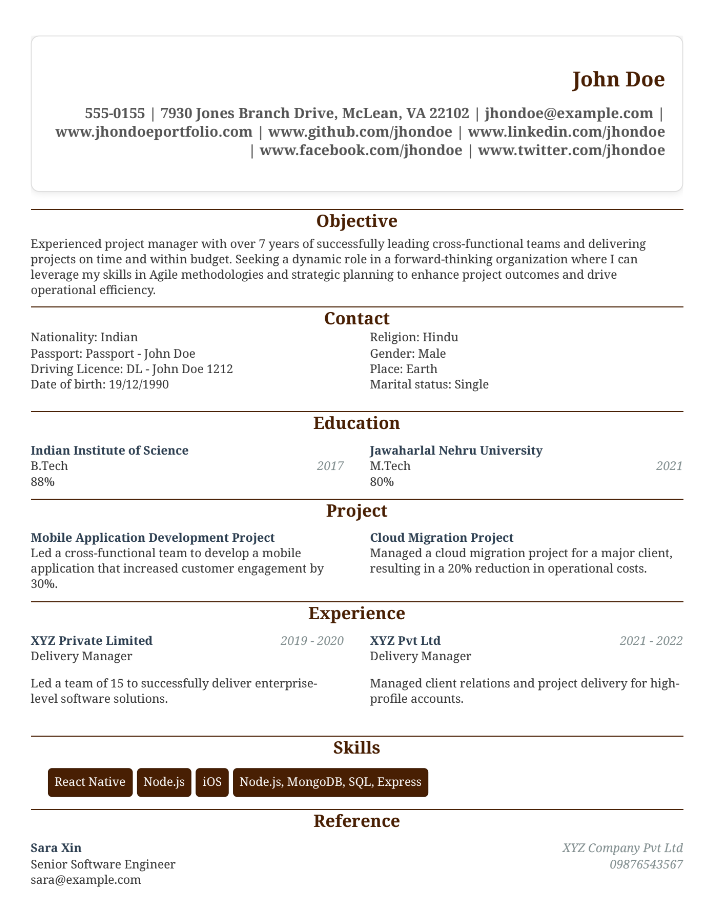 John Doe
555-0155 | 7930 Jones Branch Drive, McLean, VA 22102 | jhondoe@example.com |
www.jhondoeportfolio.com | www.github.com/jhondoe | www.linkedin.com/jhondoe
| www.facebook.com/jhondoe | www.twitter.com/jhondoe
Objective
Experienced project manager with over 7 years of successfully leading cross-functional teams and delivering
projects on time and within budget. Seeking a dynamic role in a forward-thinking organization where I can
leverage my skills in Agile methodologies and strategic planning to enhance project outcomes and drive
operational efficiency.
Contact
Nationality: Indian
Passport: Passport - John Doe
Driving Licence: DL - John Doe 1212
Date of birth: 19/12/1990
Religion: Hindu
Gender: Male
Place: Earth
Marital status: Single
Education
Indian Institute of Science
B.Tech 2017
88%
Jawaharlal Nehru University
M.Tech 2021
80%
Project
Mobile Application Development Project
Led a cross-functional team to develop a mobile
application that increased customer engagement by
30%.
Cloud Migration Project
Managed a cloud migration project for a major client,
resulting in a 20% reduction in operational costs.
Experience
XYZ Private Limited 2019 - 2020
Delivery Manager
Led a team of 15 to successfully deliver enterprise-
level software solutions.
XYZ Pvt Ltd 2021 - 2022
Delivery Manager
Managed client relations and project delivery for high-
profile accounts.
Skills
React Native Node.js iOS Node.js, MongoDB, SQL, Express
Reference
Sara Xin XYZ Company Pvt Ltd
Senior Software Engineer 09876543567
sara@example.com